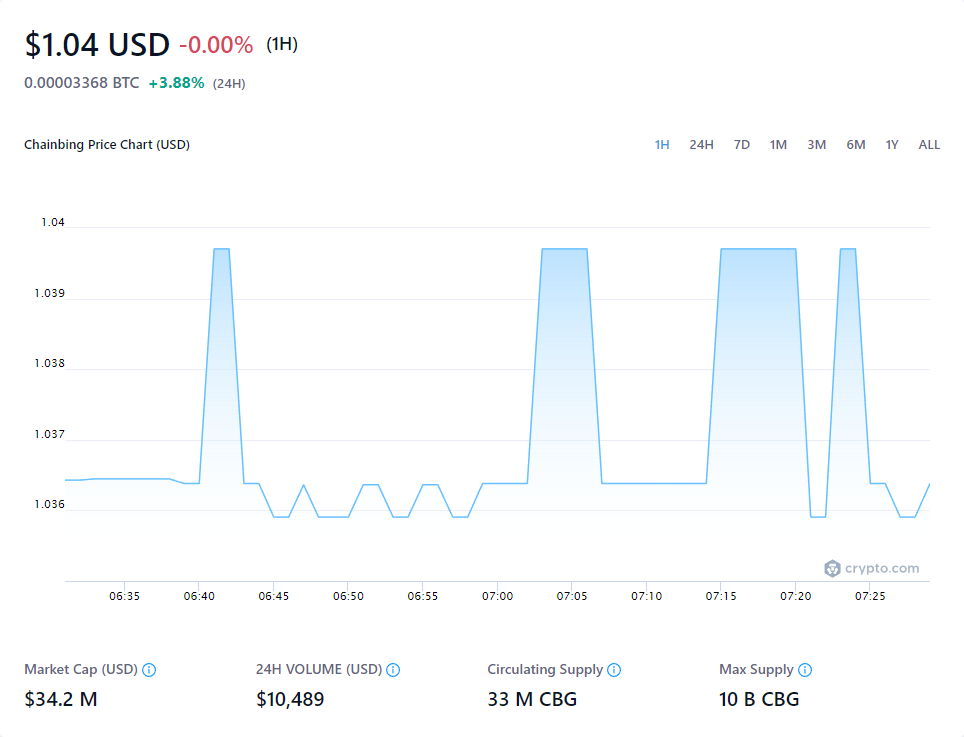 $1.04 USD -0.00% (1H)
0.00003368 BTC +3.88% (24H)
Chainbing Price Chart (USD) 1H 24H 7D 1M 3M 6M 1Y ALL
1.04
1.039
1.038
1.037
1.036
crypto.com
06:35 06:40 06:45 06:50 06:55 07:00 07:05 07:10 07:15 07:20 07:25
Market Cap (USD) 24H VOLUME (USD) Circulating Supply Max Supply
$34.2 M $10,489 33 M CBG 10 B CBG